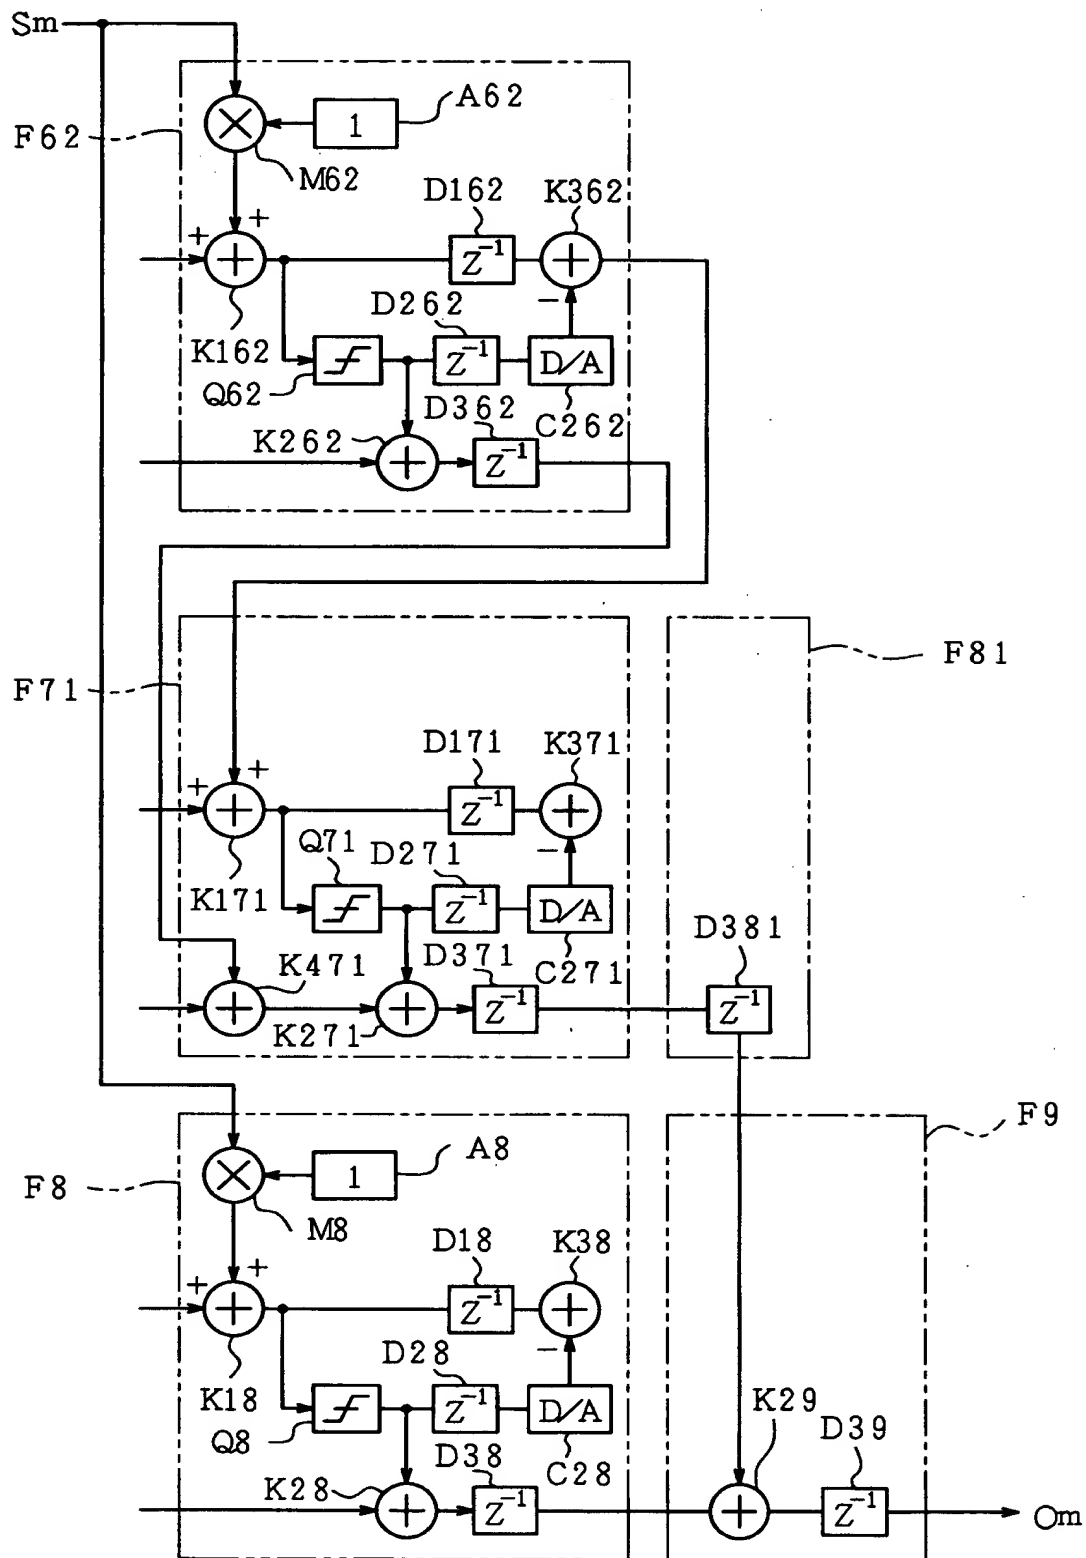 Sm
A62
1
F62
M62
D162
K362
+
+
+
Z⁻¹
+
D262
−
K162
Z⁻¹
D/A
Q62
D362
C262
K262
+
Z⁻¹
F81
F71
D171
K371
+
+
+
Z⁻¹
+
Q71
D271
−
K171
Z⁻¹
D/A
D381
K471
D371
C271
+
K271
+
Z⁻¹
Z⁻¹
F9
A8
F8
1
M8
D18
K38
+
+
+
Z⁻¹
+
D28
−
K18
Z⁻¹
D/A
K29
Q8
D38
C28
D39
K28
+
Z⁻¹
+
Z⁻¹
Om